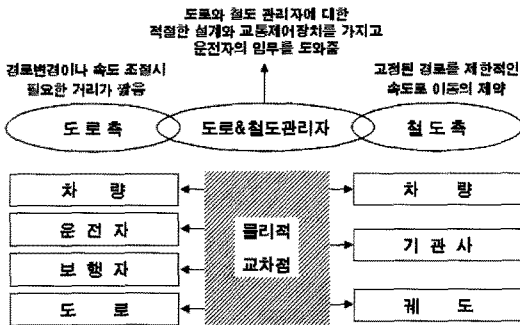 도로와 철도 관리자에 대한
적절한 설계와 교통제어장치를 가지고
운전자의 임무를 도와줌
경로변경이나 속도 조절시
필요한 거리가 짧음
고정된 경로를 제한적인
속도로 이동의 제약
도 로 측
도로&철도관리자
철 도 측
차 량
운 전 자
보 행 자
도 로
물리적
교차점
차 량
기 관 사
궤 도